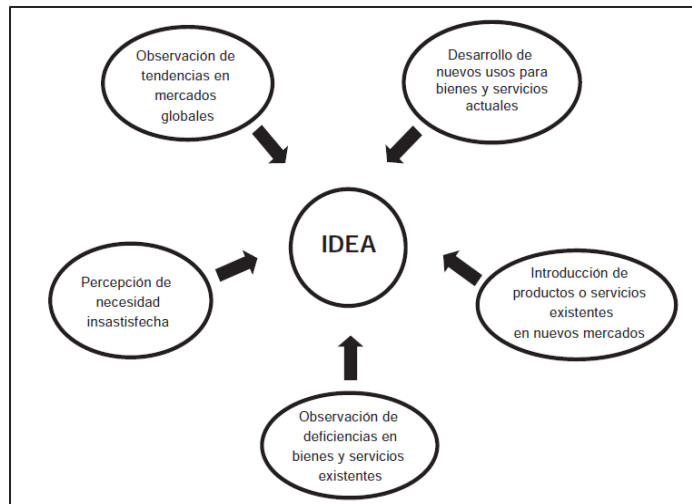 Observación de
tendencias en
mercados
globales
Desarrollo de
nuevos usos para
bienes y servicios
actuales
IDEA
Percepción de
necesidad
insastisfecha
Introducción de
productos o servicios
existentes
en nuevos mercados
Observación de
deficiencias en
bienes y servicios
existentes